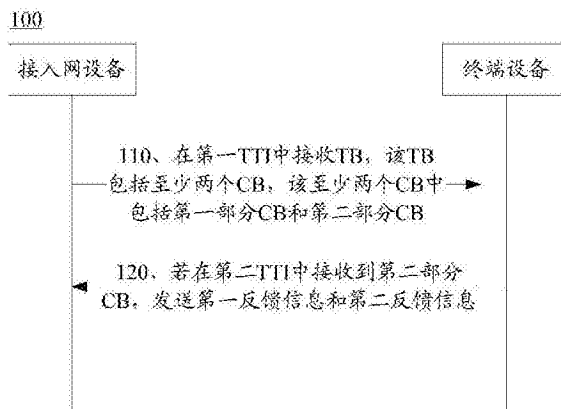 100
接入网设备
终端设备
110、在第一TTI中接收TB，该TB
包括至少两个CB，该至少两个CB中
包括第一部分CB和第二部分CB
120、若在第二TTI中接收到第二部分
CB，发送第一反馈信息和第二反馈信息